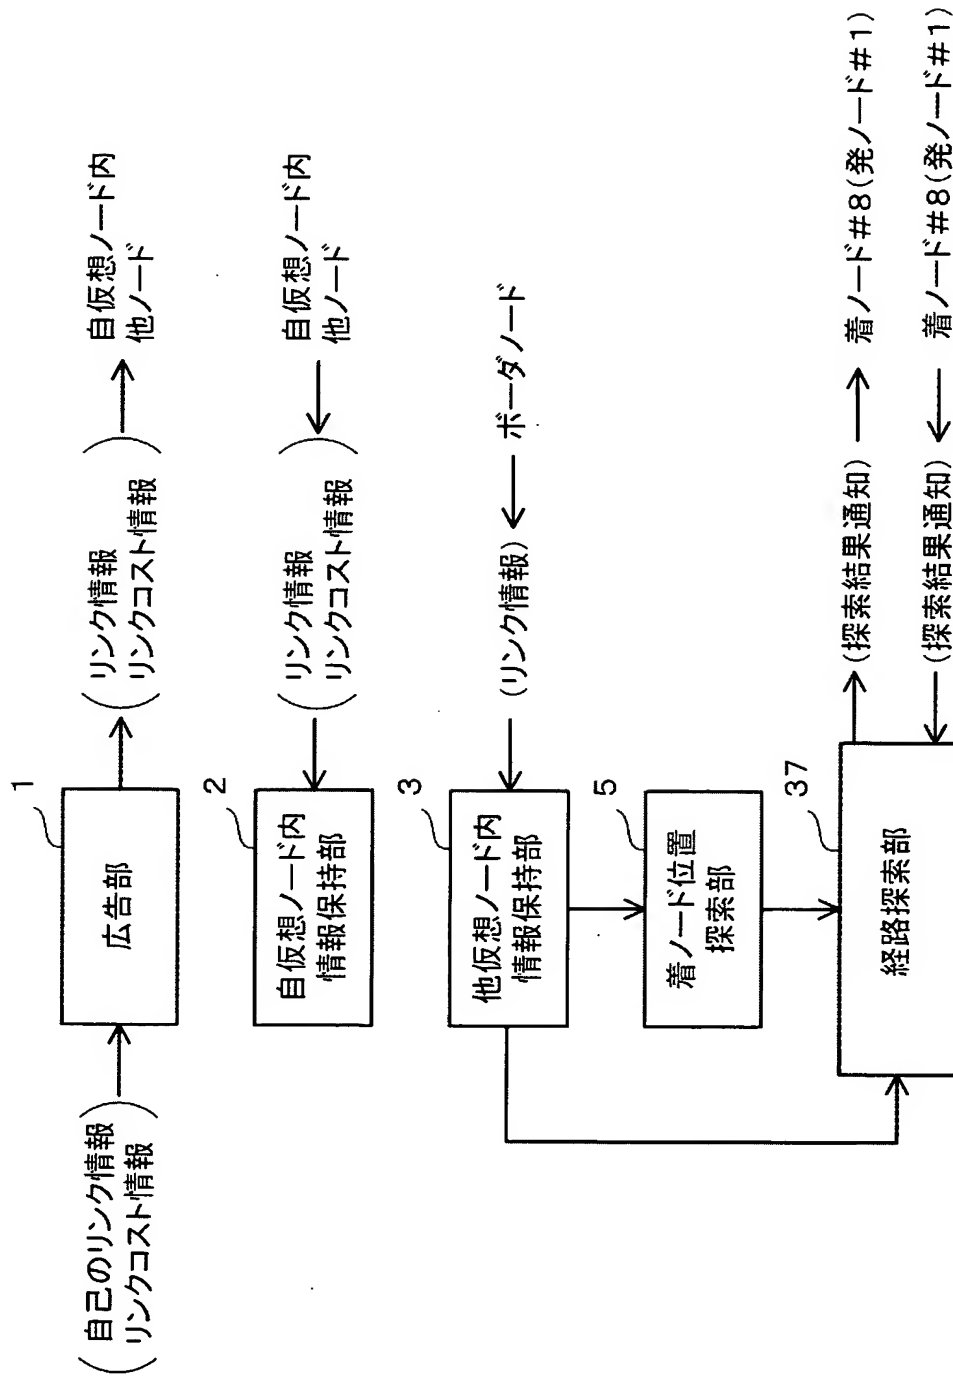 (自己のリンク情報
リンクコスト情報)
1
広告部
(リンク情報
リンクコスト情報)
自仮想ノード内
他ノード
2
自仮想ノード内
情報保持部
(リンク情報
リンクコスト情報)
自仮想ノード内
他ノード
3
他仮想ノード内
情報保持部
(リンク情報)
ボーダノード
5
着ノード位置
探索部
37
経路探索部
(探索結果通知)
着ノード#8(発ノード#1)
(探索結果通知)
着ノード#8(発ノード#1)